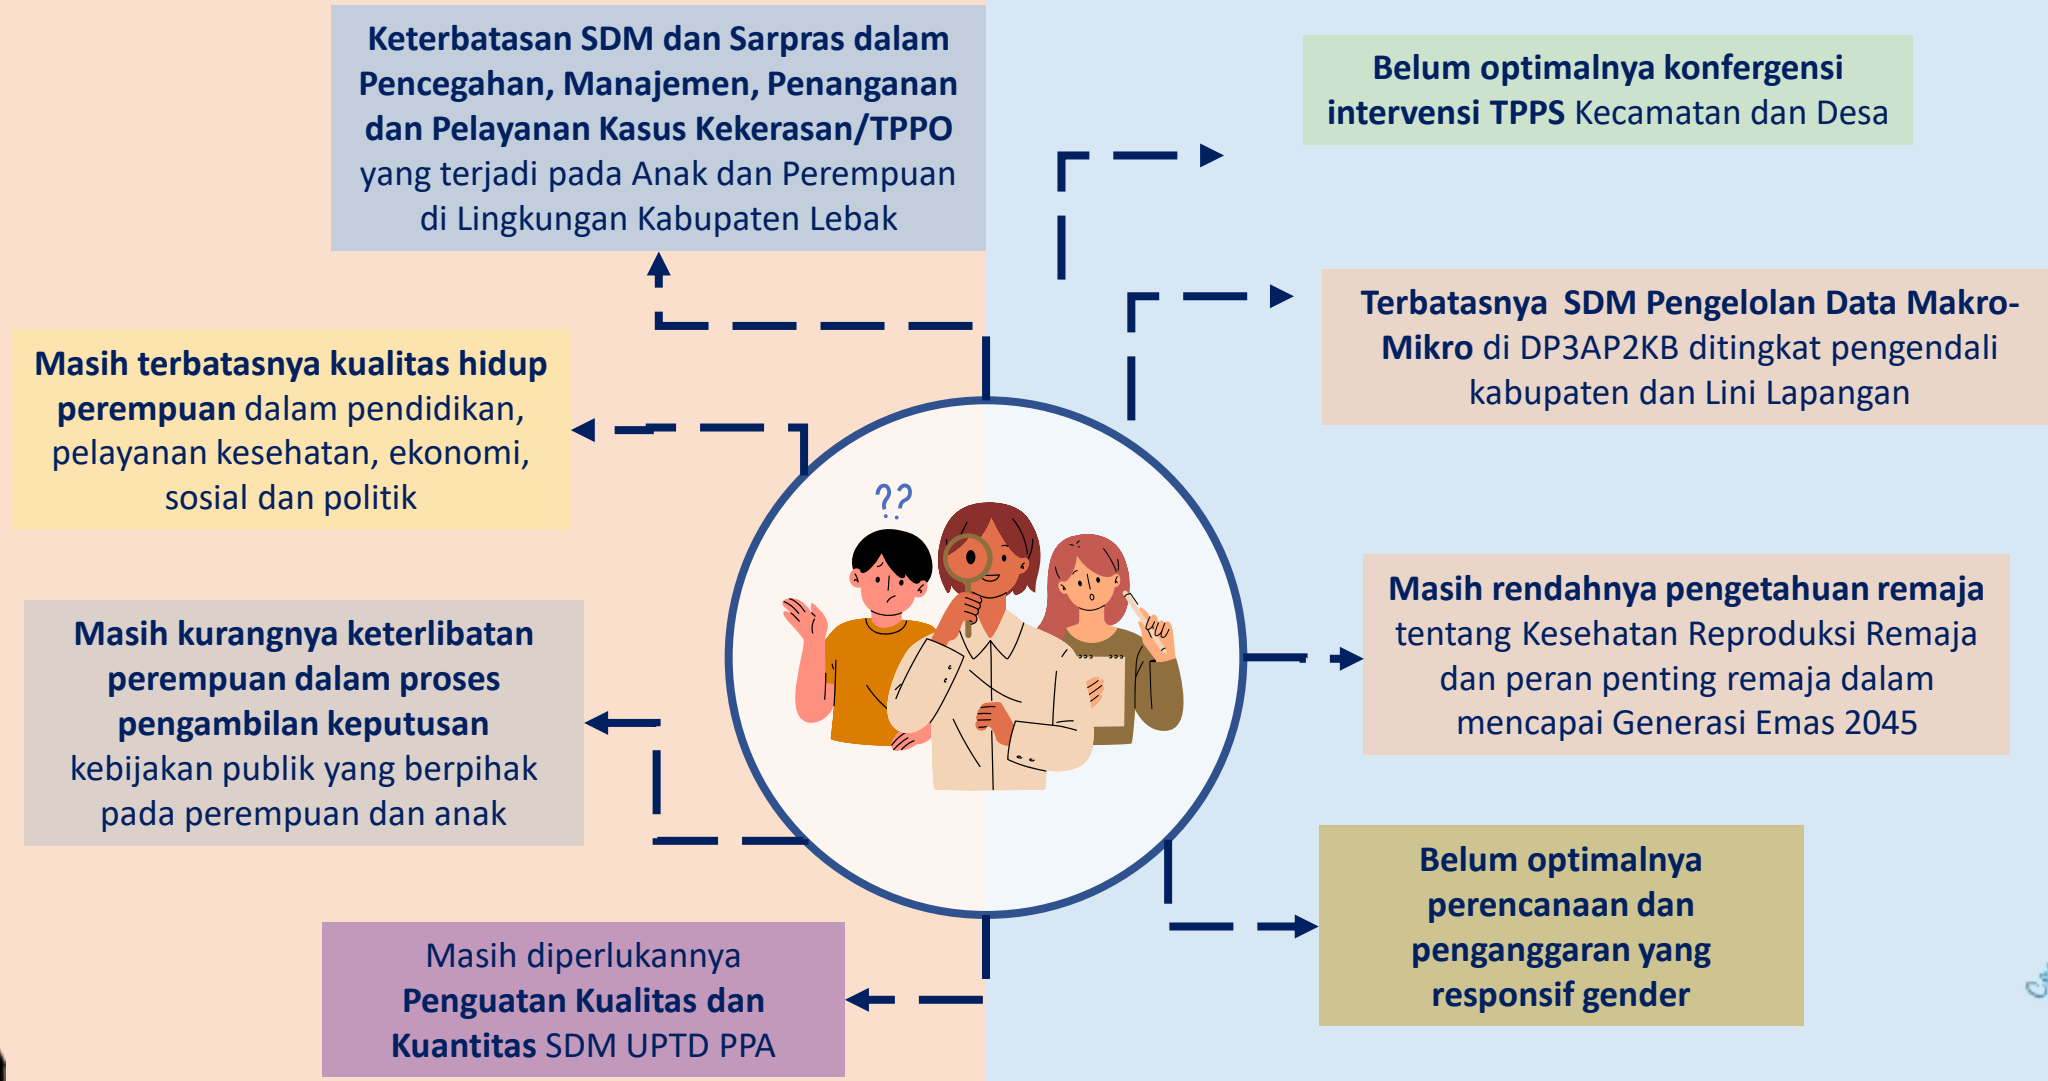 Keterbatasan SDM dan Sarpras dalam
Pencegahan, Manajemen, Penanganan
dan Pelayanan Kasus Kekerasan/TPPO
yang terjadi pada Anak dan Perempuan
di Lingkungan Kabupaten Lebak
Masih terbatasnya kualitas hidup
perempuan dalam pendidikan,
pelayanan kesehatan, ekonomi,
sosial dan politik
Masih kurangnya keterlibatan
perempuan dalam proses
pengambilan keputusan
kebijakan publik yang berpihak
pada perempuan dan anak
Masih diperlukannya
Penguatan Kualitas dan
Kuantitas SDM UPTD PPA
??
Belum optimalnya konfergensi
intervensi TPPS Kecamatan dan Desa
Terbatasnya SDM Pengelolan Data Makro-
Mikro di DP3AP2KB ditingkat pengendali
kabupaten dan Lini Lapangan
Masih rendahnya pengetahuan remaja
tentang Kesehatan Reproduksi Remaja
dan peran penting remaja dalam
mencapai Generasi Emas 2045
Belum optimalnya
perencanaan dan
penganggaran yang
responsif gender